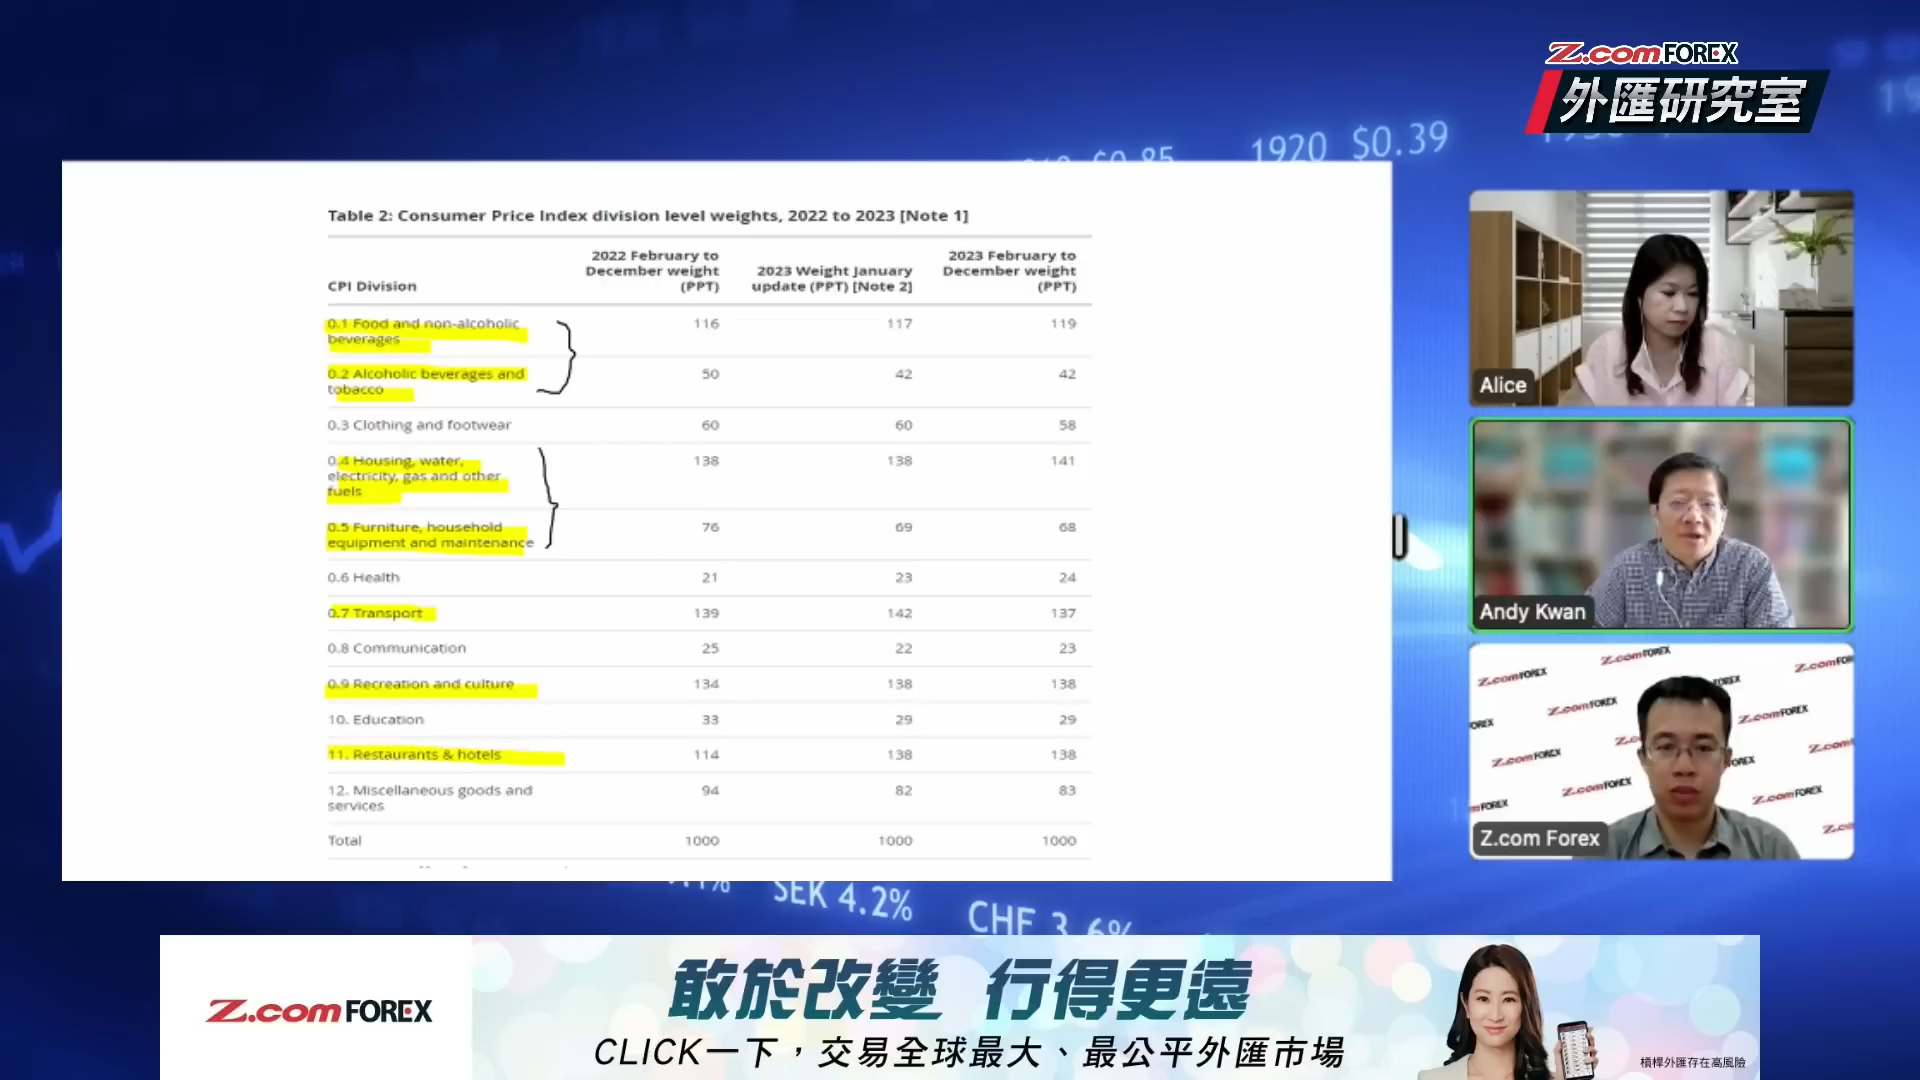 Z.com FOREX
外匯研究室
1920 $0.39
$0.85
Table 2: Consumer Price Index division level weights, 2022 to 2023 [Note 1]
CPI Division
2022 February to December weight (PPT)
2023 Weight January update (PPT) [Note 2]
2023 February to December weight (PPT)
0.1 Food and non-alcoholic beverages 116 117 119
0.2 Alcoholic beverages and tobacco 50 42 42
0.3 Clothing and footwear 60 60 58
0.4 Housing, water, electricity, gas and other fuels 138 138 141
0.5 Furniture, household equipment and maintenance 76 69 68
0.6 Health 21 23 24
0.7 Transport 139 142 137
0.8 Communication 25 22 23
0.9 Recreation and culture 134 138 138
10. Education 33 29 29
11. Restaurants & hotels 114 138 138
12. Miscellaneous goods and services 94 82 83
Total 1000 1000 1000
Alice
Andy Kwan
Z.com Forex
SEK 4.2%
CHF 3.6%
Z.com FOREX
敢於改變 行得更遠
CLICK一下，交易全球最大、最公平外匯市場
槓桿外匯存在高風險